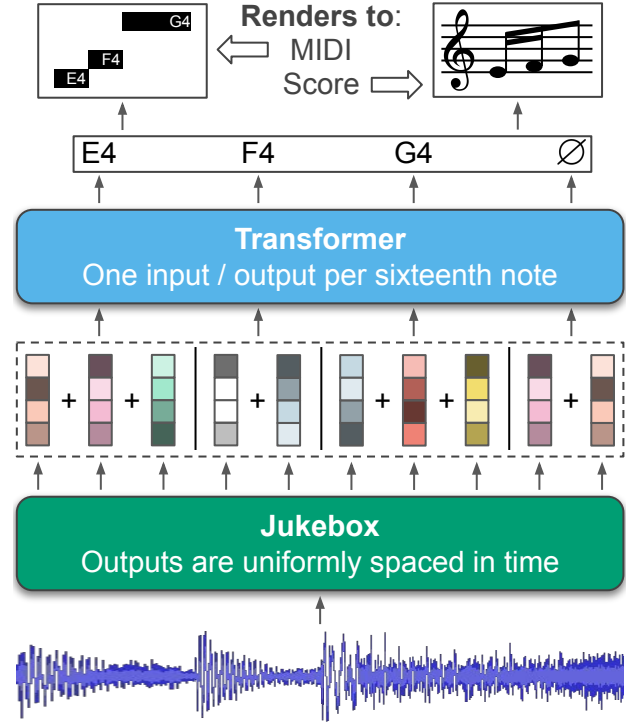 Renders to:
MIDI
Score
G4
F4
E4
E4 F4 G4 ∅
Transformer
One input / output per sixteenth note
+ + + + + +
Jukebox
Outputs are uniformly spaced in time